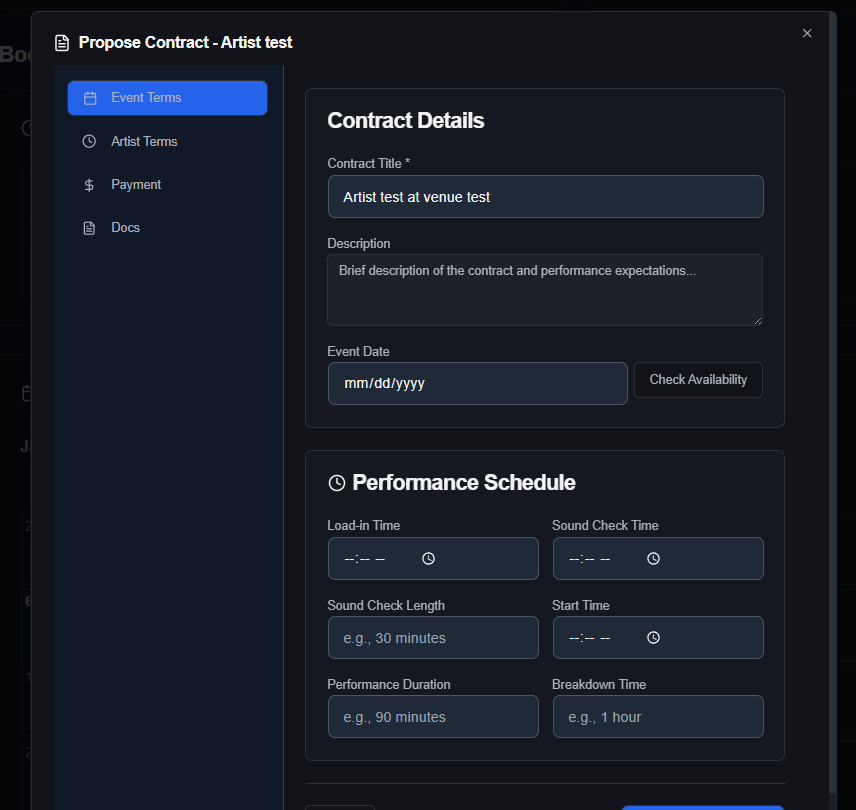 Propose Contract - Artist test
Event Terms
Artist Terms
Payment
Docs
Contract Details
Contract Title *
Artist test at venue test
Description
Brief description of the contract and performance expectations...
Event Date
mm/dd/yyyy
Check Availability
Performance Schedule
Load-in Time
Sound Check Time
--:-- --
--:-- --
Sound Check Length
Start Time
e.g., 30 minutes
--:-- --
Performance Duration
Breakdown Time
e.g., 90 minutes
e.g., 1 hour